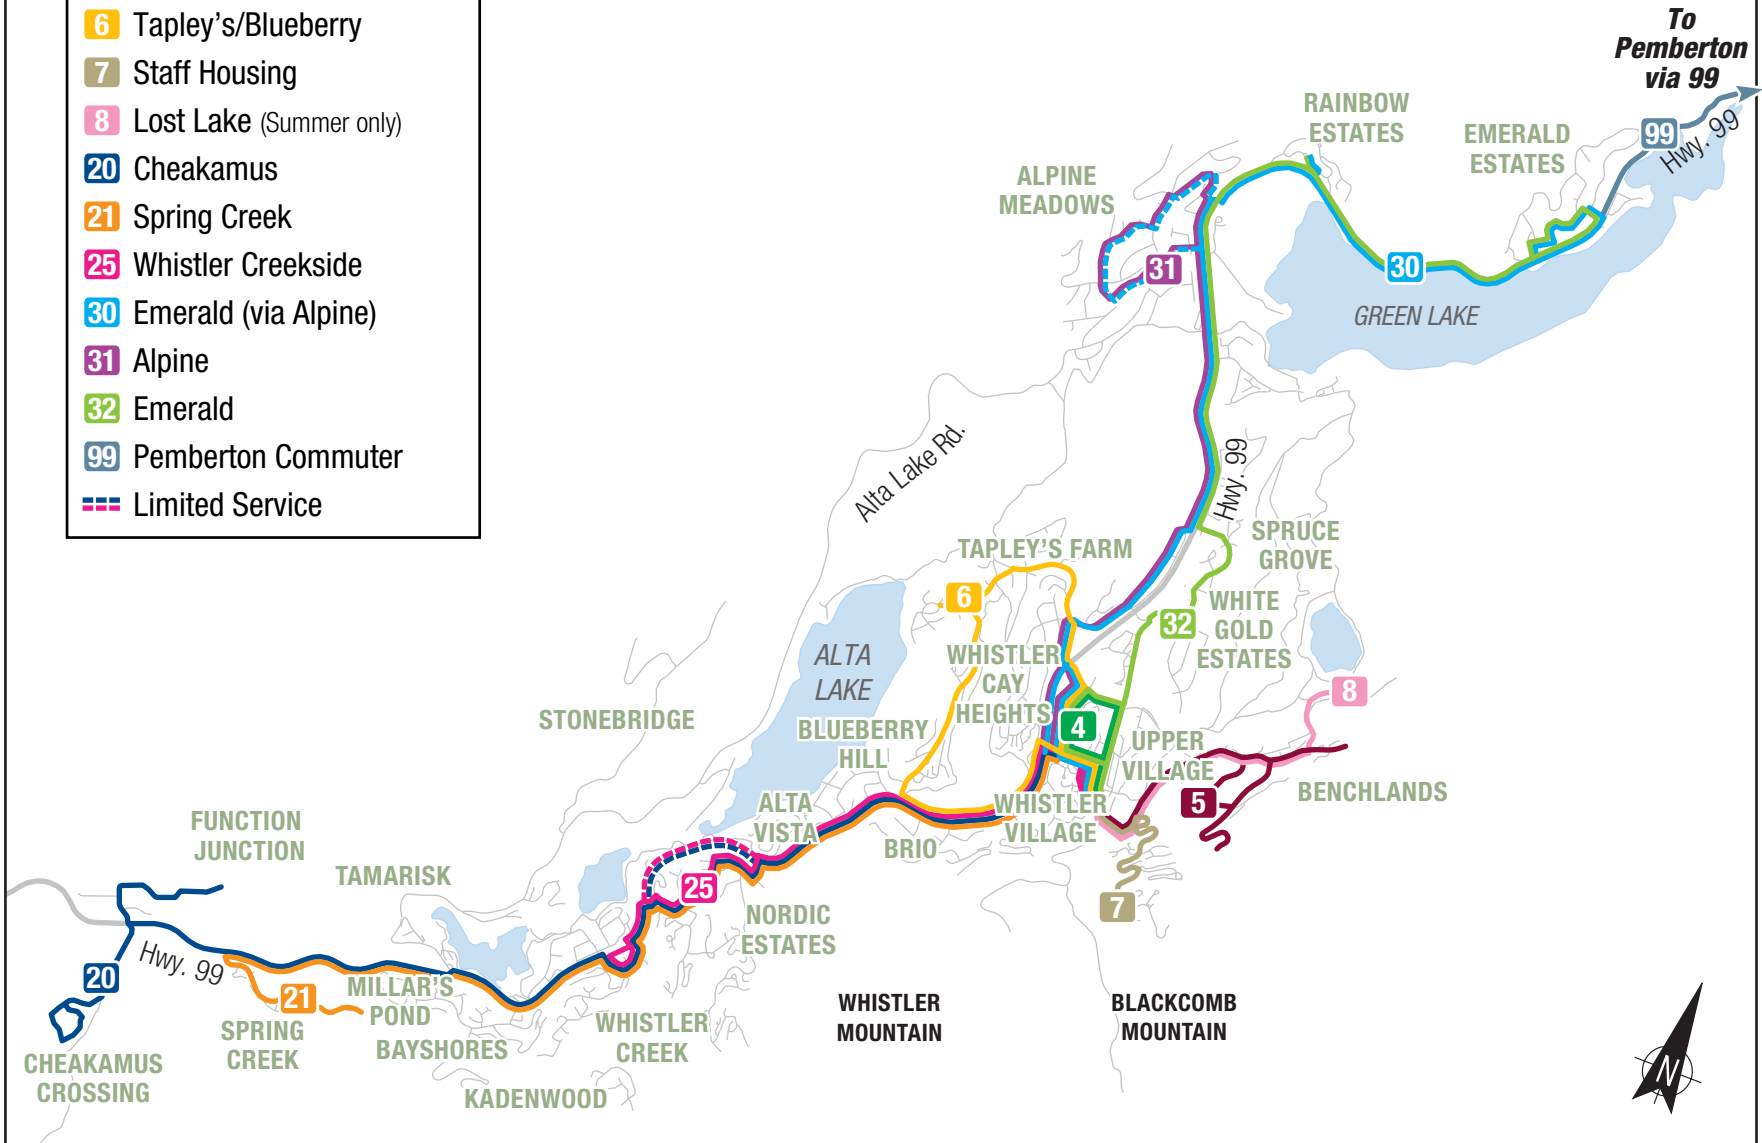 6 Tapley's/Blueberry
7 Staff Housing
8 Lost Lake (Summer only)
20 Cheakamus
21 Spring Creek
25 Whistler Creekside
30 Emerald (via Alpine)
31 Alpine
32 Emerald
99 Pemberton Commuter
Limited Service
To
Pemberton
via 99
99
Hwy. 99
RAINBOW
ESTATES
EMERALD
ESTATES
ALPINE
MEADOWS
31
30
GREEN LAKE
Alta Lake Rd.
Hwy. 99
SPRUCE
GROVE
TAPLEY'S FARM
6
32
WHITE
GOLD
ESTATES
ALTA
LAKE
WHISTLER
CAY
HEIGHTS
8
4
STONEBRIDGE
BLUEBERRY
HILL
UPPER
VILLAGE
5
BENCHLANDS
ALTA
VISTA
WHISTLER
VILLAGE
BRIO
FUNCTION
JUNCTION
TAMARISK
25
7
NORDIC
ESTATES
Hwy. 99
20
21
MILLAR'S
POND
SPRING
CREEK
BAYSHORES
WHISTLER
CREEK
WHISTLER
MOUNTAIN
BLACKCOMB
MOUNTAIN
CHEAKAMUS
CROSSING
KADENWOOD
N